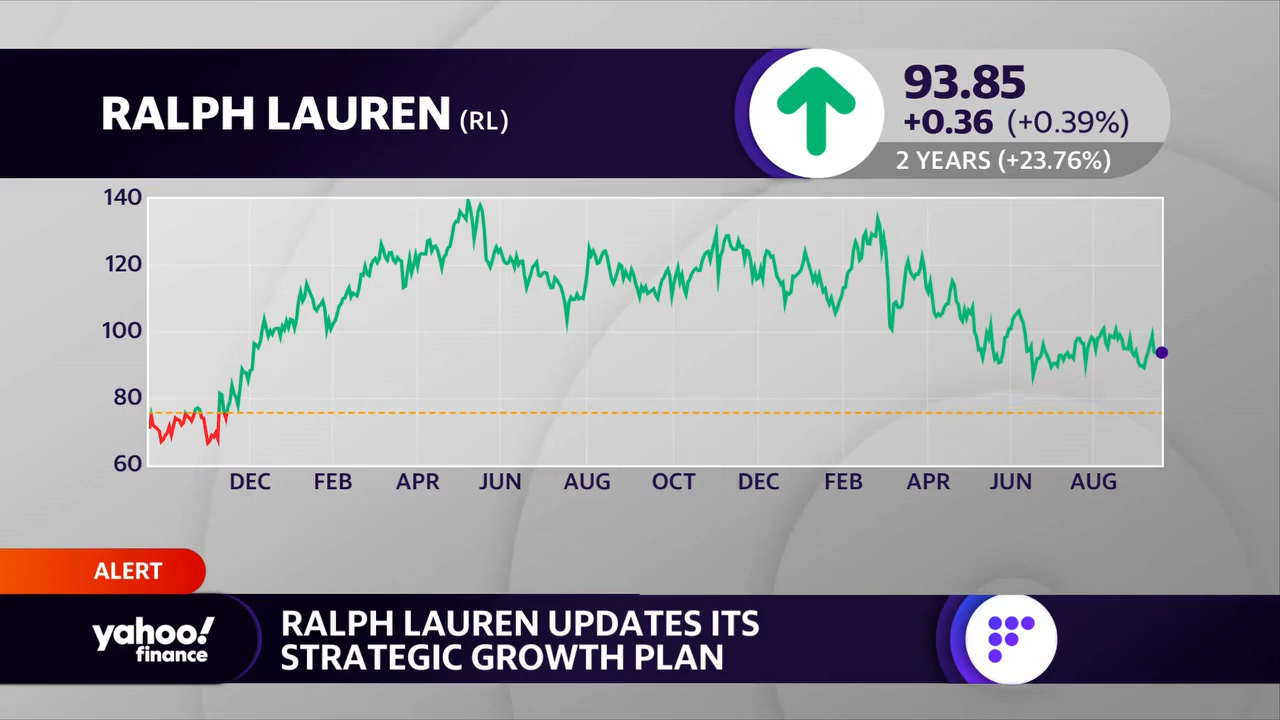 RALPH LAUREN (RL)
93.85
+0.36 (+0.39%)
2 YEARS (+23.76%)
140
120
100
80
60
DEC FEB APR JUN AUG OCT DEC FEB APR JUN AUG
ALERT
yahoo!
finance
RALPH LAUREN UPDATES ITS
STRATEGIC GROWTH PLAN